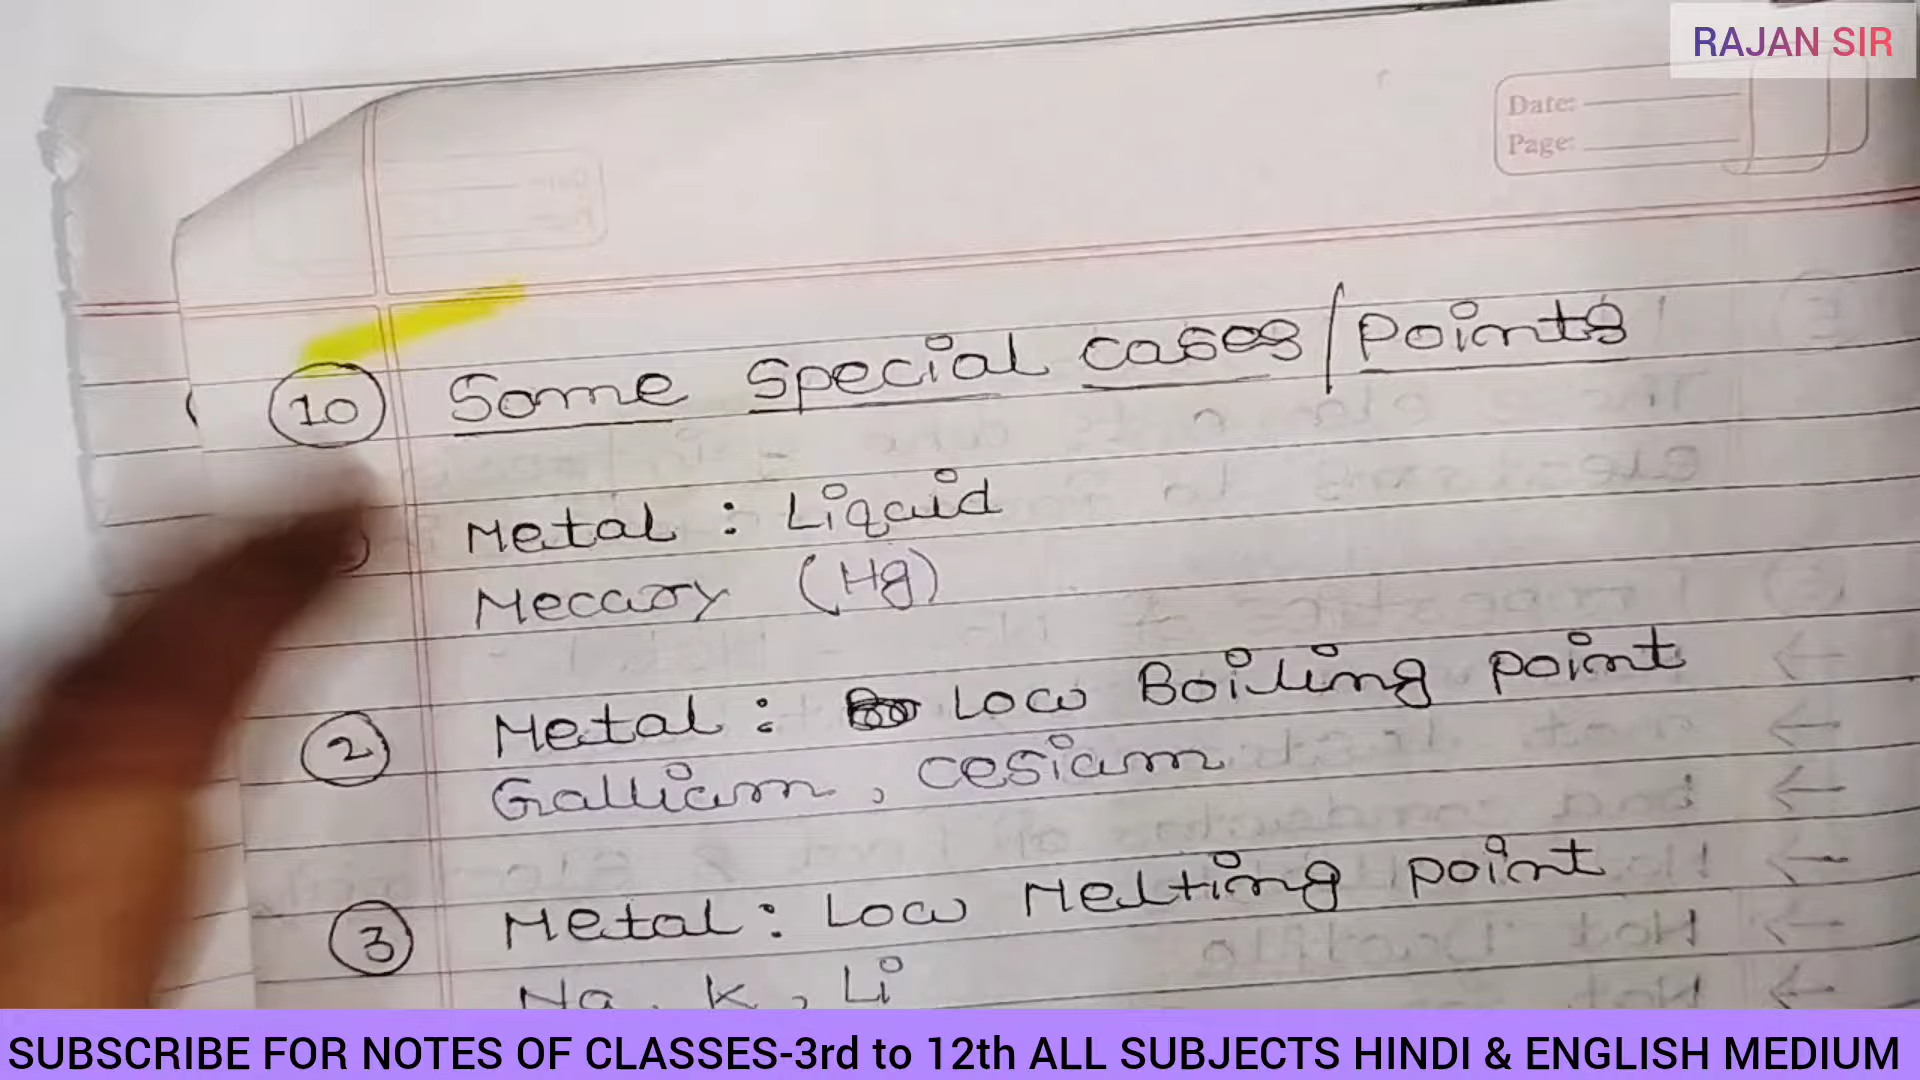 RAJAN SIR
Date:
Page:
10 Some Special cases/Points
Metal : Liquid
Mercury (Hg)
2 Metal : Low Boiling point
Gallium, cesium
3 Metal : Low Melting point
Na, K, Li
SUBSCRIBE FOR NOTES OF CLASSES-3rd to 12th ALL SUBJECTS HINDI & ENGLISH MEDIUM